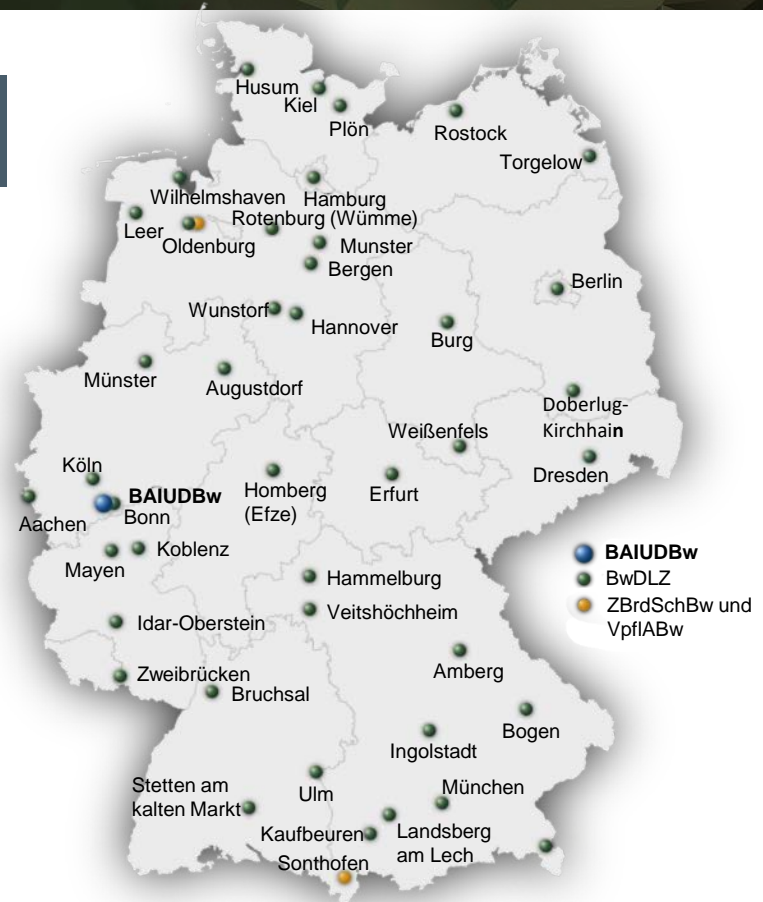 Husum
Kiel
Plön
Rostock
Torgelow
Wilhelmshaven
Hamburg
Rotenburg (Wümme)
Leer
Oldenburg
Munster
Bergen
Berlin
Wunstorf
Hannover
Burg
Münster
Augustdorf
Doberlug-
Kirchhain
Weißenfels
Dresden
Köln
BAIUDBw
Bonn
Aachen
Homberg
(Efze)
Erfurt
Koblenz
Mayen
BAIUDBw
BwDLZ
ZBrdSchBw und
VpflABw
Hammelburg
Veitshöchheim
Idar-Oberstein
Zweibrücken
Bruchsal
Amberg
Bogen
Ingolstadt
Stetten am
kalten Markt
Ulm
München
Kaufbeuren
Landsberg
am Lech
Sonthofen